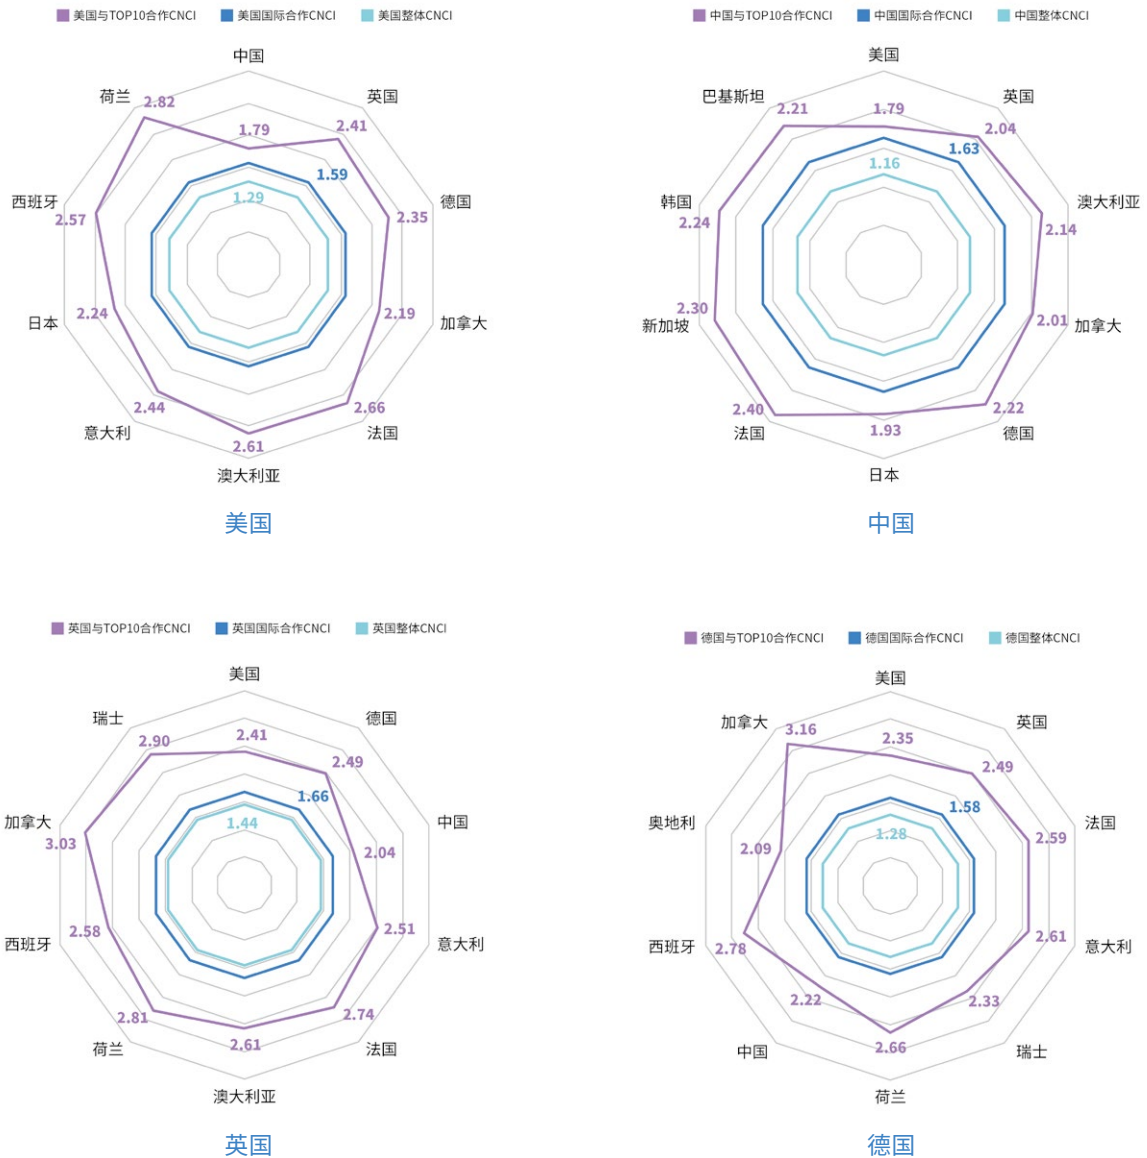 美国与TOP10合作CNCI 美国国际合作CNCI 美国整体CNCI
中国
荷兰
英国
2.82
2.41
1.79
1.59
1.29
西班牙
德国
2.57
2.35
日本
2.24
2.19
加拿大
意大利
2.44
2.66
法国
2.61
澳大利亚
美国
中国与TOP10合作CNCI 中国国际合作CNCI 中国整体CNCI
美国
巴基斯坦
英国
2.21
1.79
2.04
1.63
1.16
韩国
澳大利亚
2.24
2.14
2.30
2.01
新加坡
加拿大
2.40
2.22
法国
1.93
德国
日本
中国
英国与TOP10合作CNCI 英国国际合作CNCI 英国整体CNCI
美国
瑞士
德国
2.90
2.41
2.49
1.66
1.44
加拿大
中国
3.03
2.04
2.58
2.51
西班牙
意大利
2.81
2.74
荷兰
2.61
法国
澳大利亚
英国
德国与TOP10合作CNCI 德国国际合作CNCI 德国整体CNCI
美国
加拿大
英国
3.16
2.35
2.49
1.58
1.28
奥地利
法国
2.09
2.59
西班牙
2.78
2.61
意大利
2.22
2.33
中国
2.66
瑞士
荷兰
德国